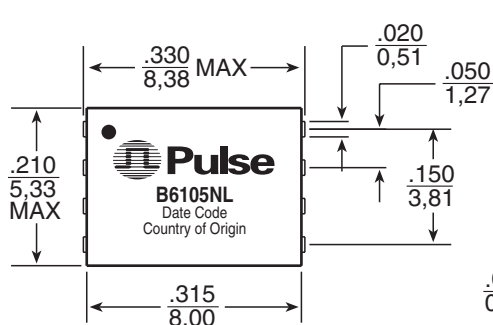 .330
8,38 MAX
.020
0,51
.050
1,27
.210
5,33
MAX
Pulse
B6105NL
Date Code
Country of Origin
.150
3,81
.315
8,00